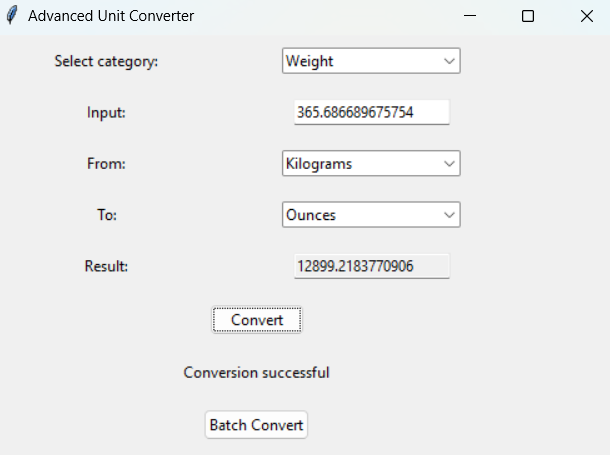 Advanced Unit Converter
Select category: Weight
Input: 365.686689675754
From: Kilograms
To: Ounces
Result: 12899.2183770906
Convert
Conversion successful
Batch Convert